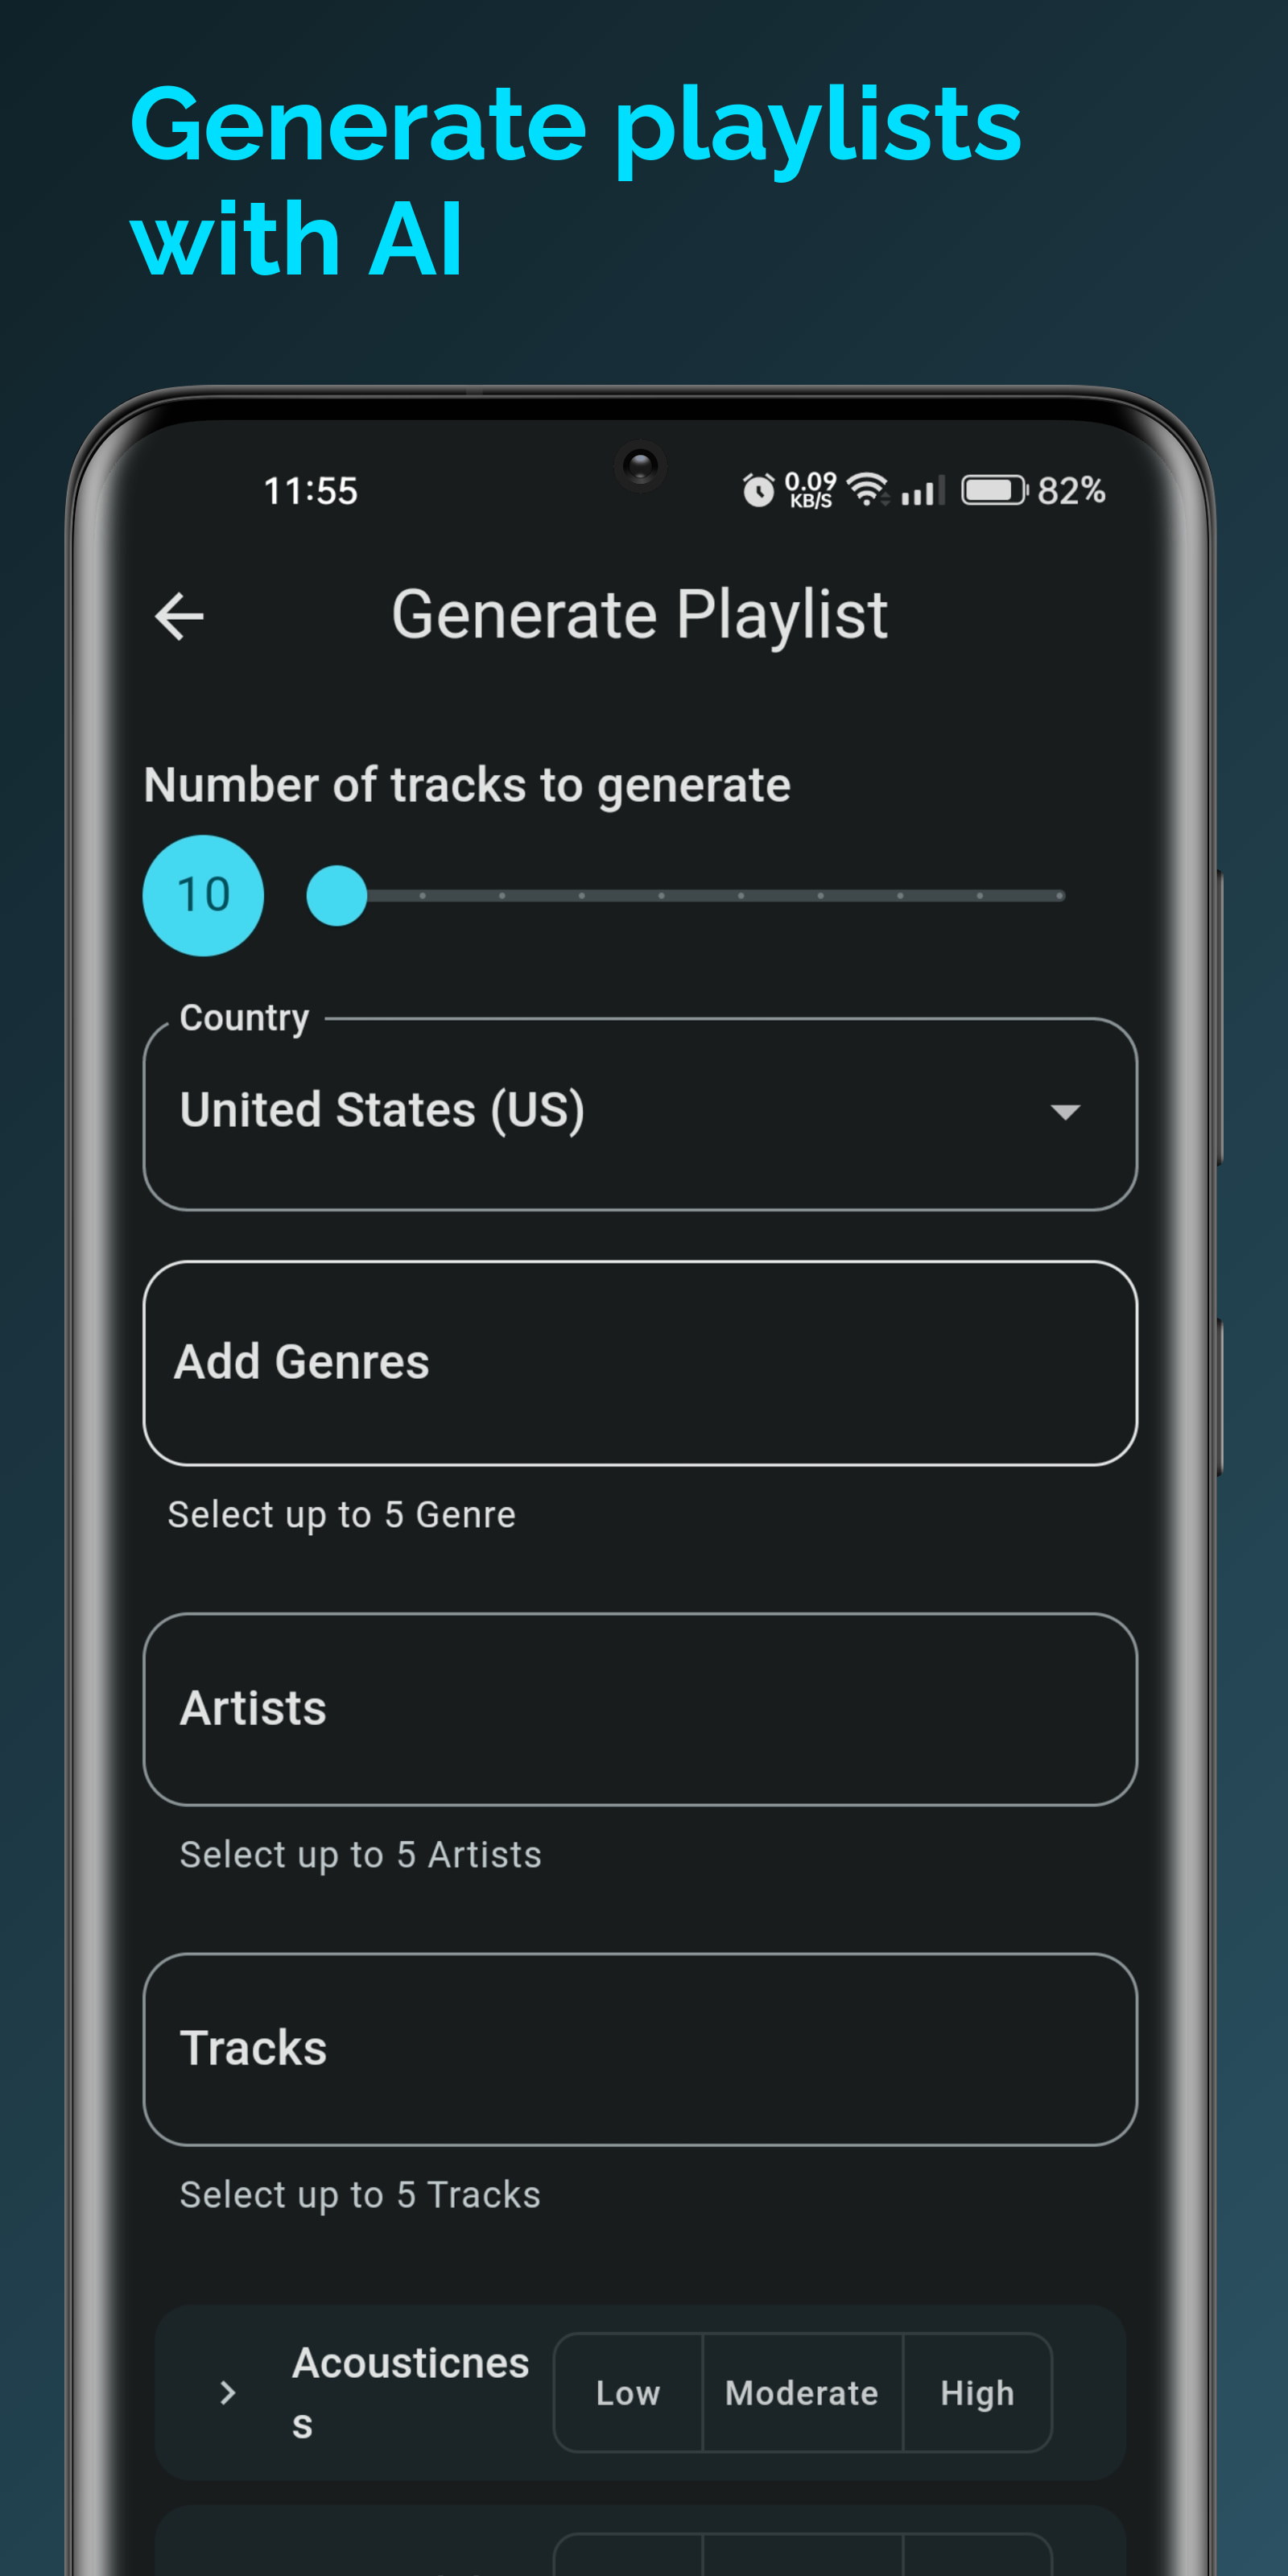 Generate playlists
with AI
11:55
0.09
KB/S
82%
Generate Playlist
Number of tracks to generate
10
Country
United States (US)
Add Genres
Select up to 5 Genre
Artists
Select up to 5 Artists
Tracks
Select up to 5 Tracks
Acousticnes
s
Low Moderate High